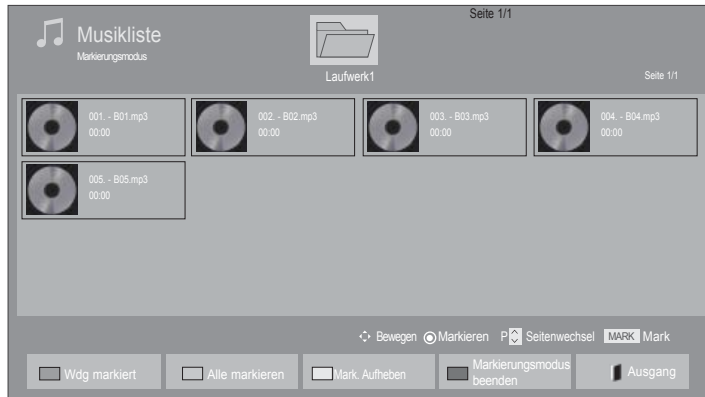 Musikliste
Markierungsmodus
Laufwerk1
Seite 1/1
Seite 1/1
001. - B01.mp3
00:00
002. - B02.mp3
00:00
003. - B03.mp3
00:00
004. - B04.mp3
00:00
005. - B05.mp3
00:00
Bewegen Markieren P Seitenwechsel MARK Mark
Wdg markiert
Alle markieren
Mark. Aufheben
Markierungsmodus
beenden
Ausgang